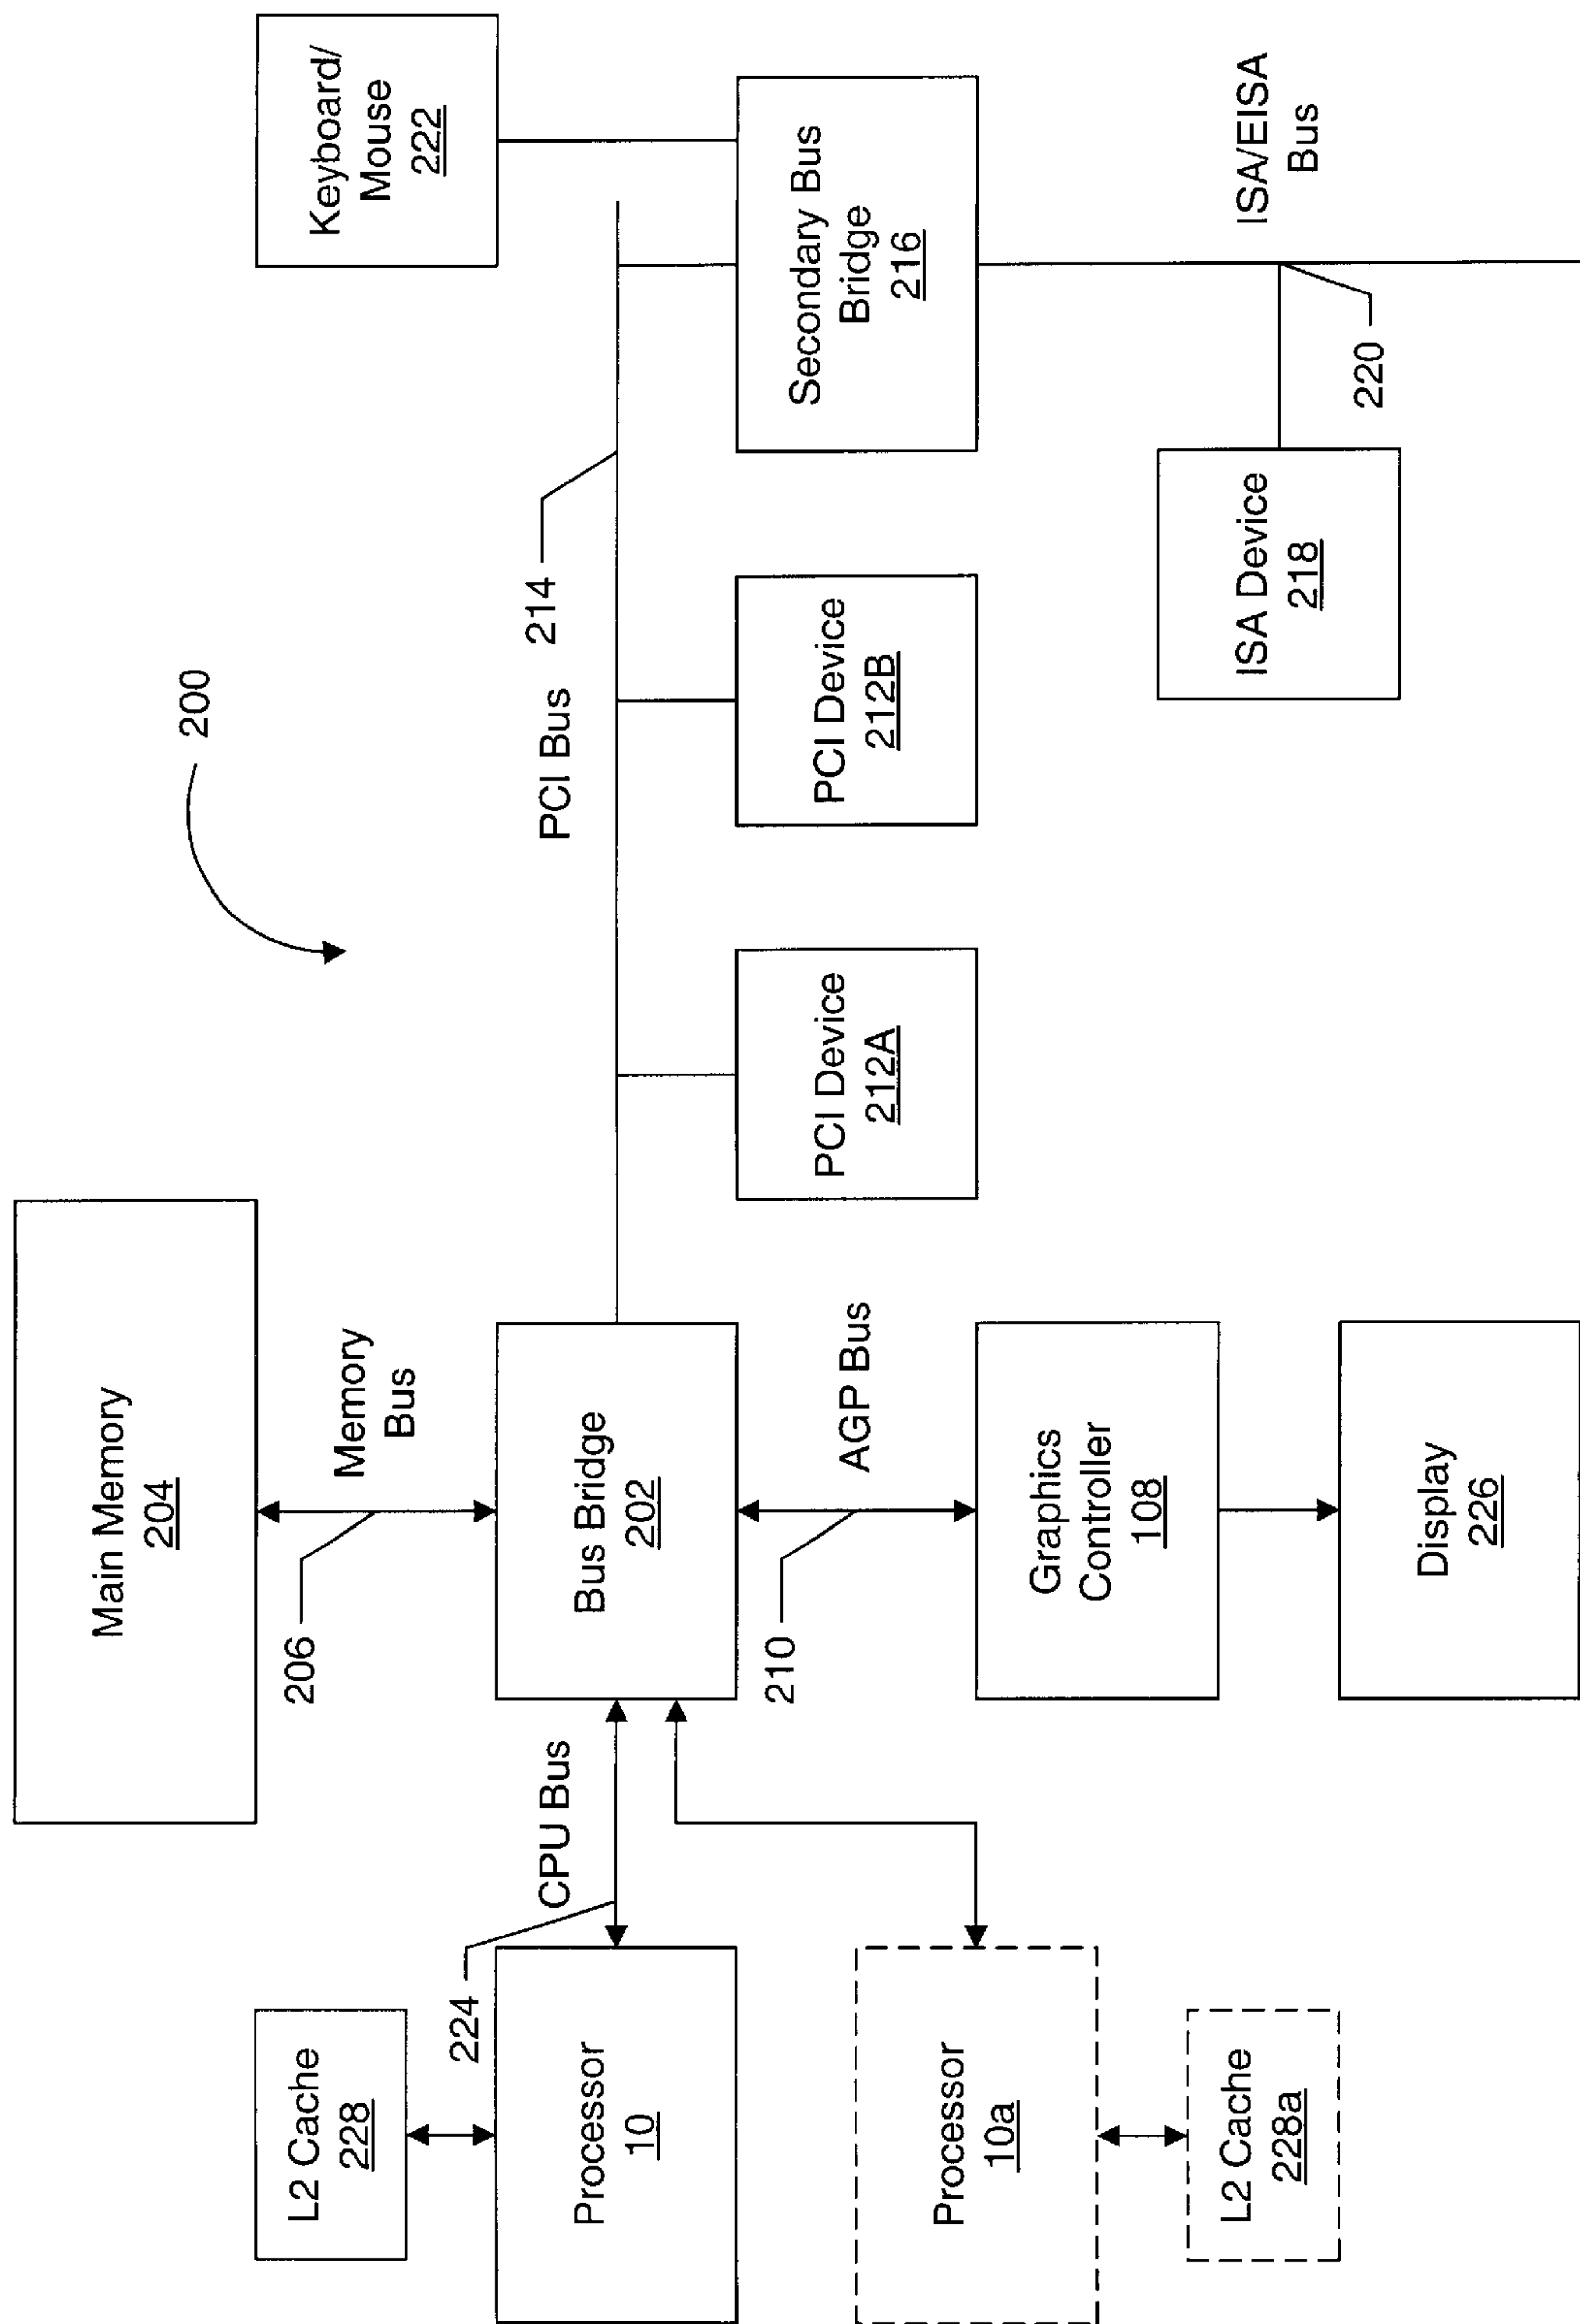 200
Main Memory
204
Keyboard/
Mouse
222
L2 Cache
228
206
Memory
Bus
224
CPU Bus
PCI Bus
214
Processor
10
Bus Bridge
202
210
AGP Bus
PCI Device
212A
PCI Device
212B
Secondary Bus
Bridge
216
Processor
10a
Graphics
Controller
108
L2 Cache
228a
ISA Device
218
ISA/EISA
Bus
220
Display
226